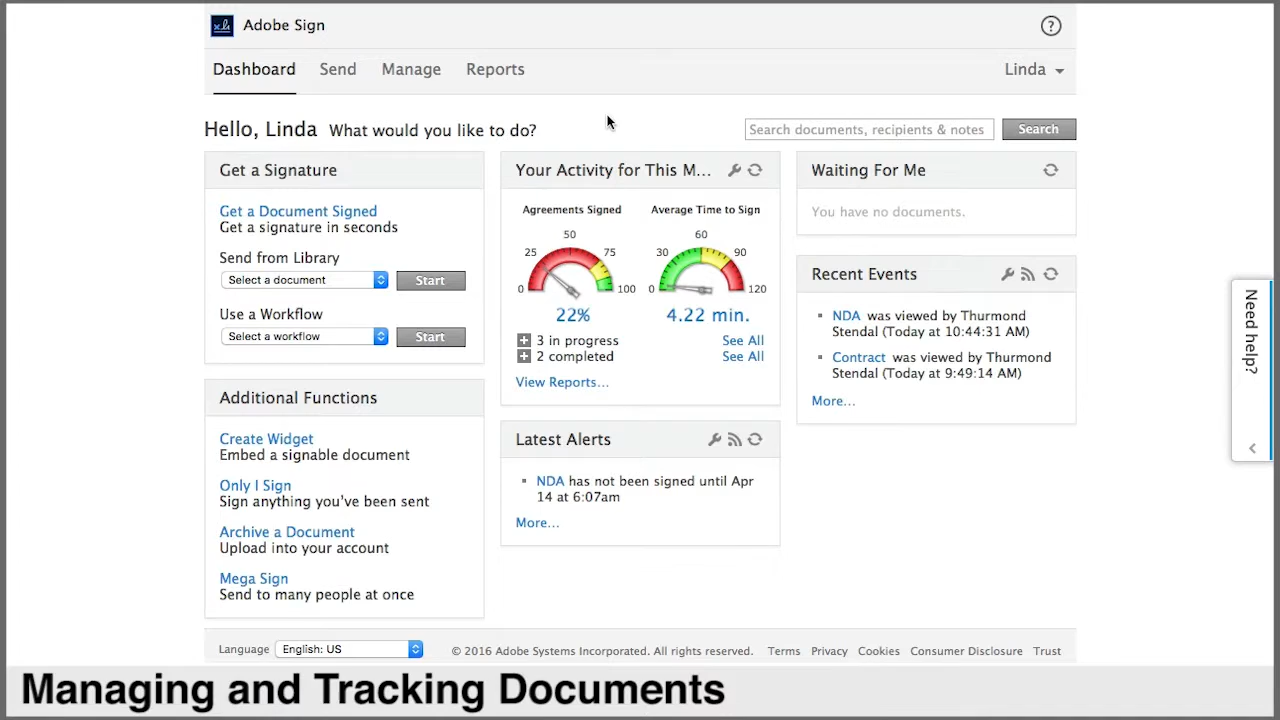 Adobe Sign
?
Dashboard Send Manage Reports
Linda
Hello, Linda What would you like to do?
Search documents, recipients & notes
Search
Get a Signature
Get a Document Signed
Get a signature in seconds
Send from Library
Select a document
Start
Use a Workflow
Select a workflow
Start
Additional Functions
Create Widget
Embed a signable document
Only I Sign
Sign anything you've been sent
Archive a Document
Upload into your account
Mega Sign
Send to many people at once
Your Activity for This M...
Agreements Signed
0 25 50 75 100
22%
Average Time to Sign
0 30 60 90 120
4.22 min.
3 in progress See All
2 completed See All
View Reports...
Latest Alerts
NDA has not been signed until Apr
14 at 6:07am
More...
Waiting For Me
You have no documents.
Recent Events
NDA was viewed by Thurmond
Stendal (Today at 10:44:31 AM)
Contract was viewed by Thurmond
Stendal (Today at 9:49:14 AM)
More...
Need help?
Language English: US
© 2016 Adobe Systems Incorporated. All rights reserved. Terms Privacy Cookies Consumer Disclosure Trust
Managing and Tracking Documents